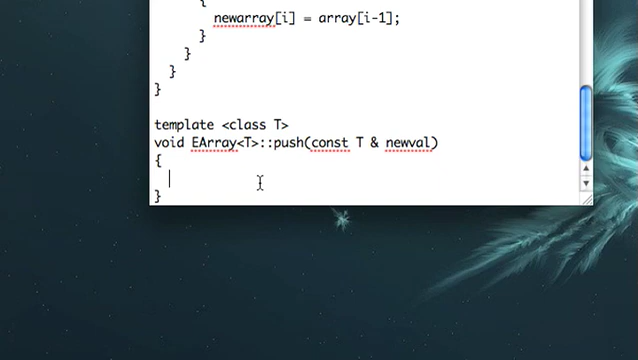 {
newarray[i] = array[i-1];
}
}
}
}
template <class T>
void EArray<T>::push(const T & newval)
{
}